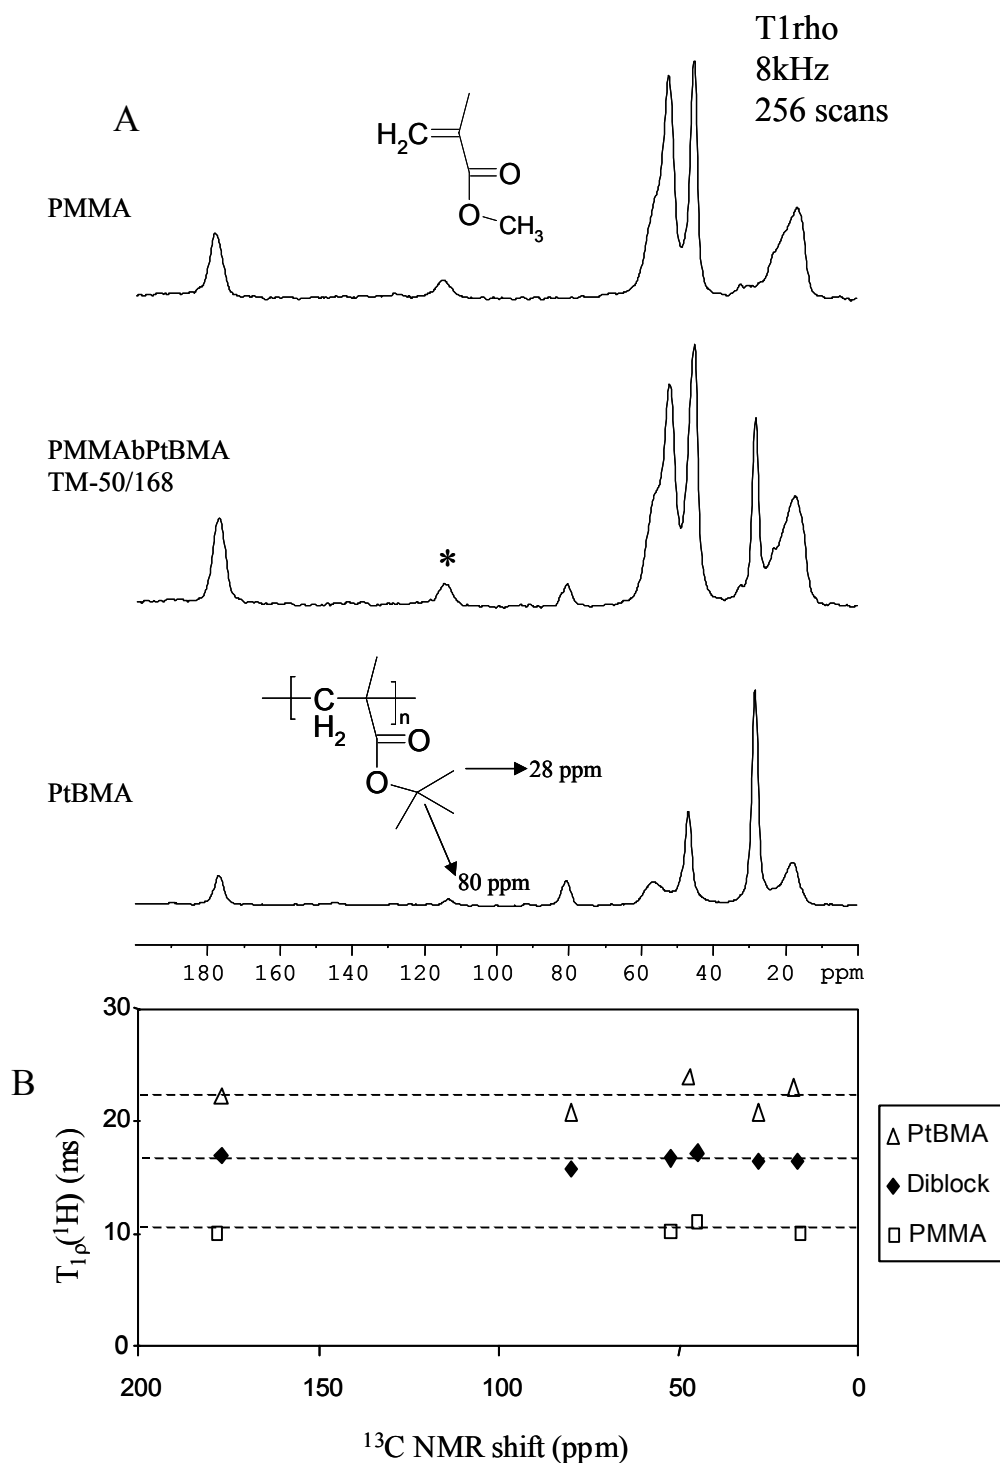 T1rho
8kHz
256 scans
A
PMMA
H₂C
O
O
CH₃
PMMAbPtBMA
TM-50/168
*
C
H₂
n
O
O
28 ppm
PtBMA
80 ppm
180 160 140 120 100 80 60 40 20 ppm
B
30
20
10
0
T₁ρ(¹H) (ms)
200 150 100 50 0
¹³C NMR shift (ppm)
PtBMA
Diblock
PMMA